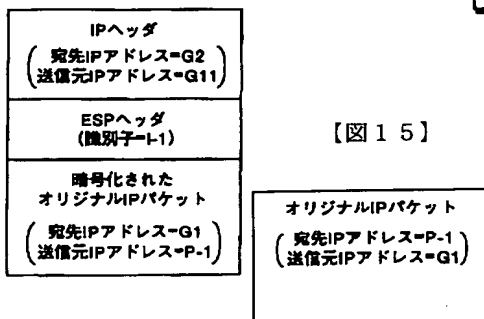 IPヘッダ
宛先IPアドレス=G2
送信元IPアドレス=G11
ESPヘッダ
(識別子=I-1)
暗号化された
オリジナルIPパケット
宛先IPアドレス=G1
送信元IPアドレス=P-1
【図15】
オリジナルIPパケット
宛先IPアドレス=P-1
送信元IPアドレス=G1